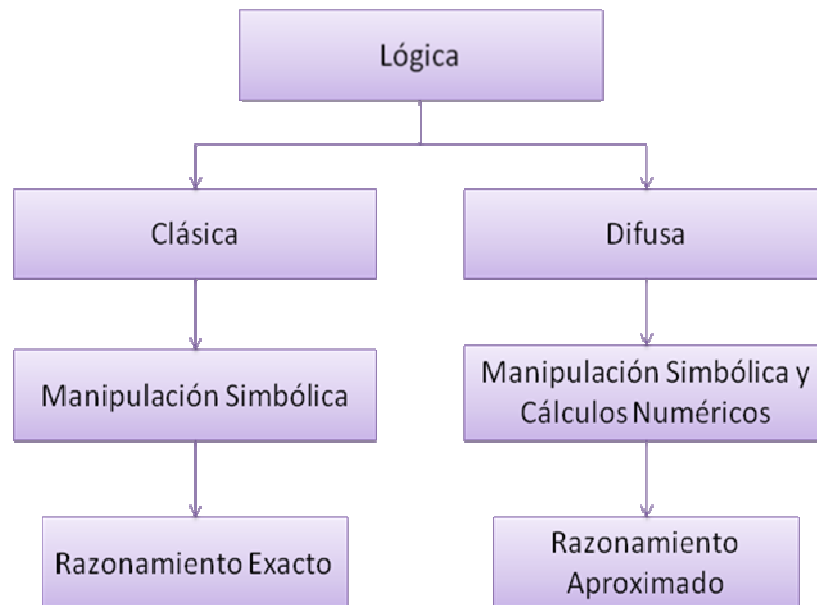 Lógica
Clásica
Difusa
Manipulación Simbólica
Manipulación Simbólica y
Cálculos Numéricos
Razonamiento Exacto
Razonamiento
Aproximado